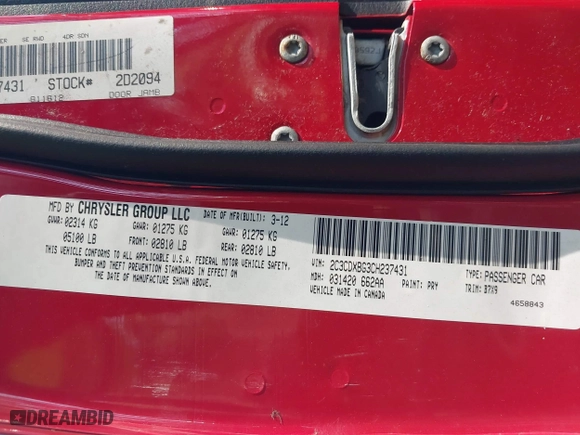 SE RWD 4DR SDN
7431 STOCK# 2D2094
811812 DOOR JAMB
MFD BY CHRYSLER GROUP LLC DATE OF MFR(BUILT): 3-12
GVWR: 02314 KG GAWR: 01275 KG GAWR: 01275 KG
05100 LB FRONT: 02810 LB REAR: 02810 LB
THIS VEHICLE CONFORMS TO ALL APPLICABLE U.S.A. FEDERAL MOTOR VEHICLE SAFETY,
BUMPER AND THEFT PREVENTION STANDARDS IN EFFECT ON
THE DATE OF MANUFACTURE SHOWN ABOVE.
VIN: 2C3CDXBG3CH237431 TYPE: PASSENGER CAR
MDH: 031420 662AA PAINT: PRY TRIM: B7X9
VEHICLE MADE IN CANADA 4658843
DREAMBID